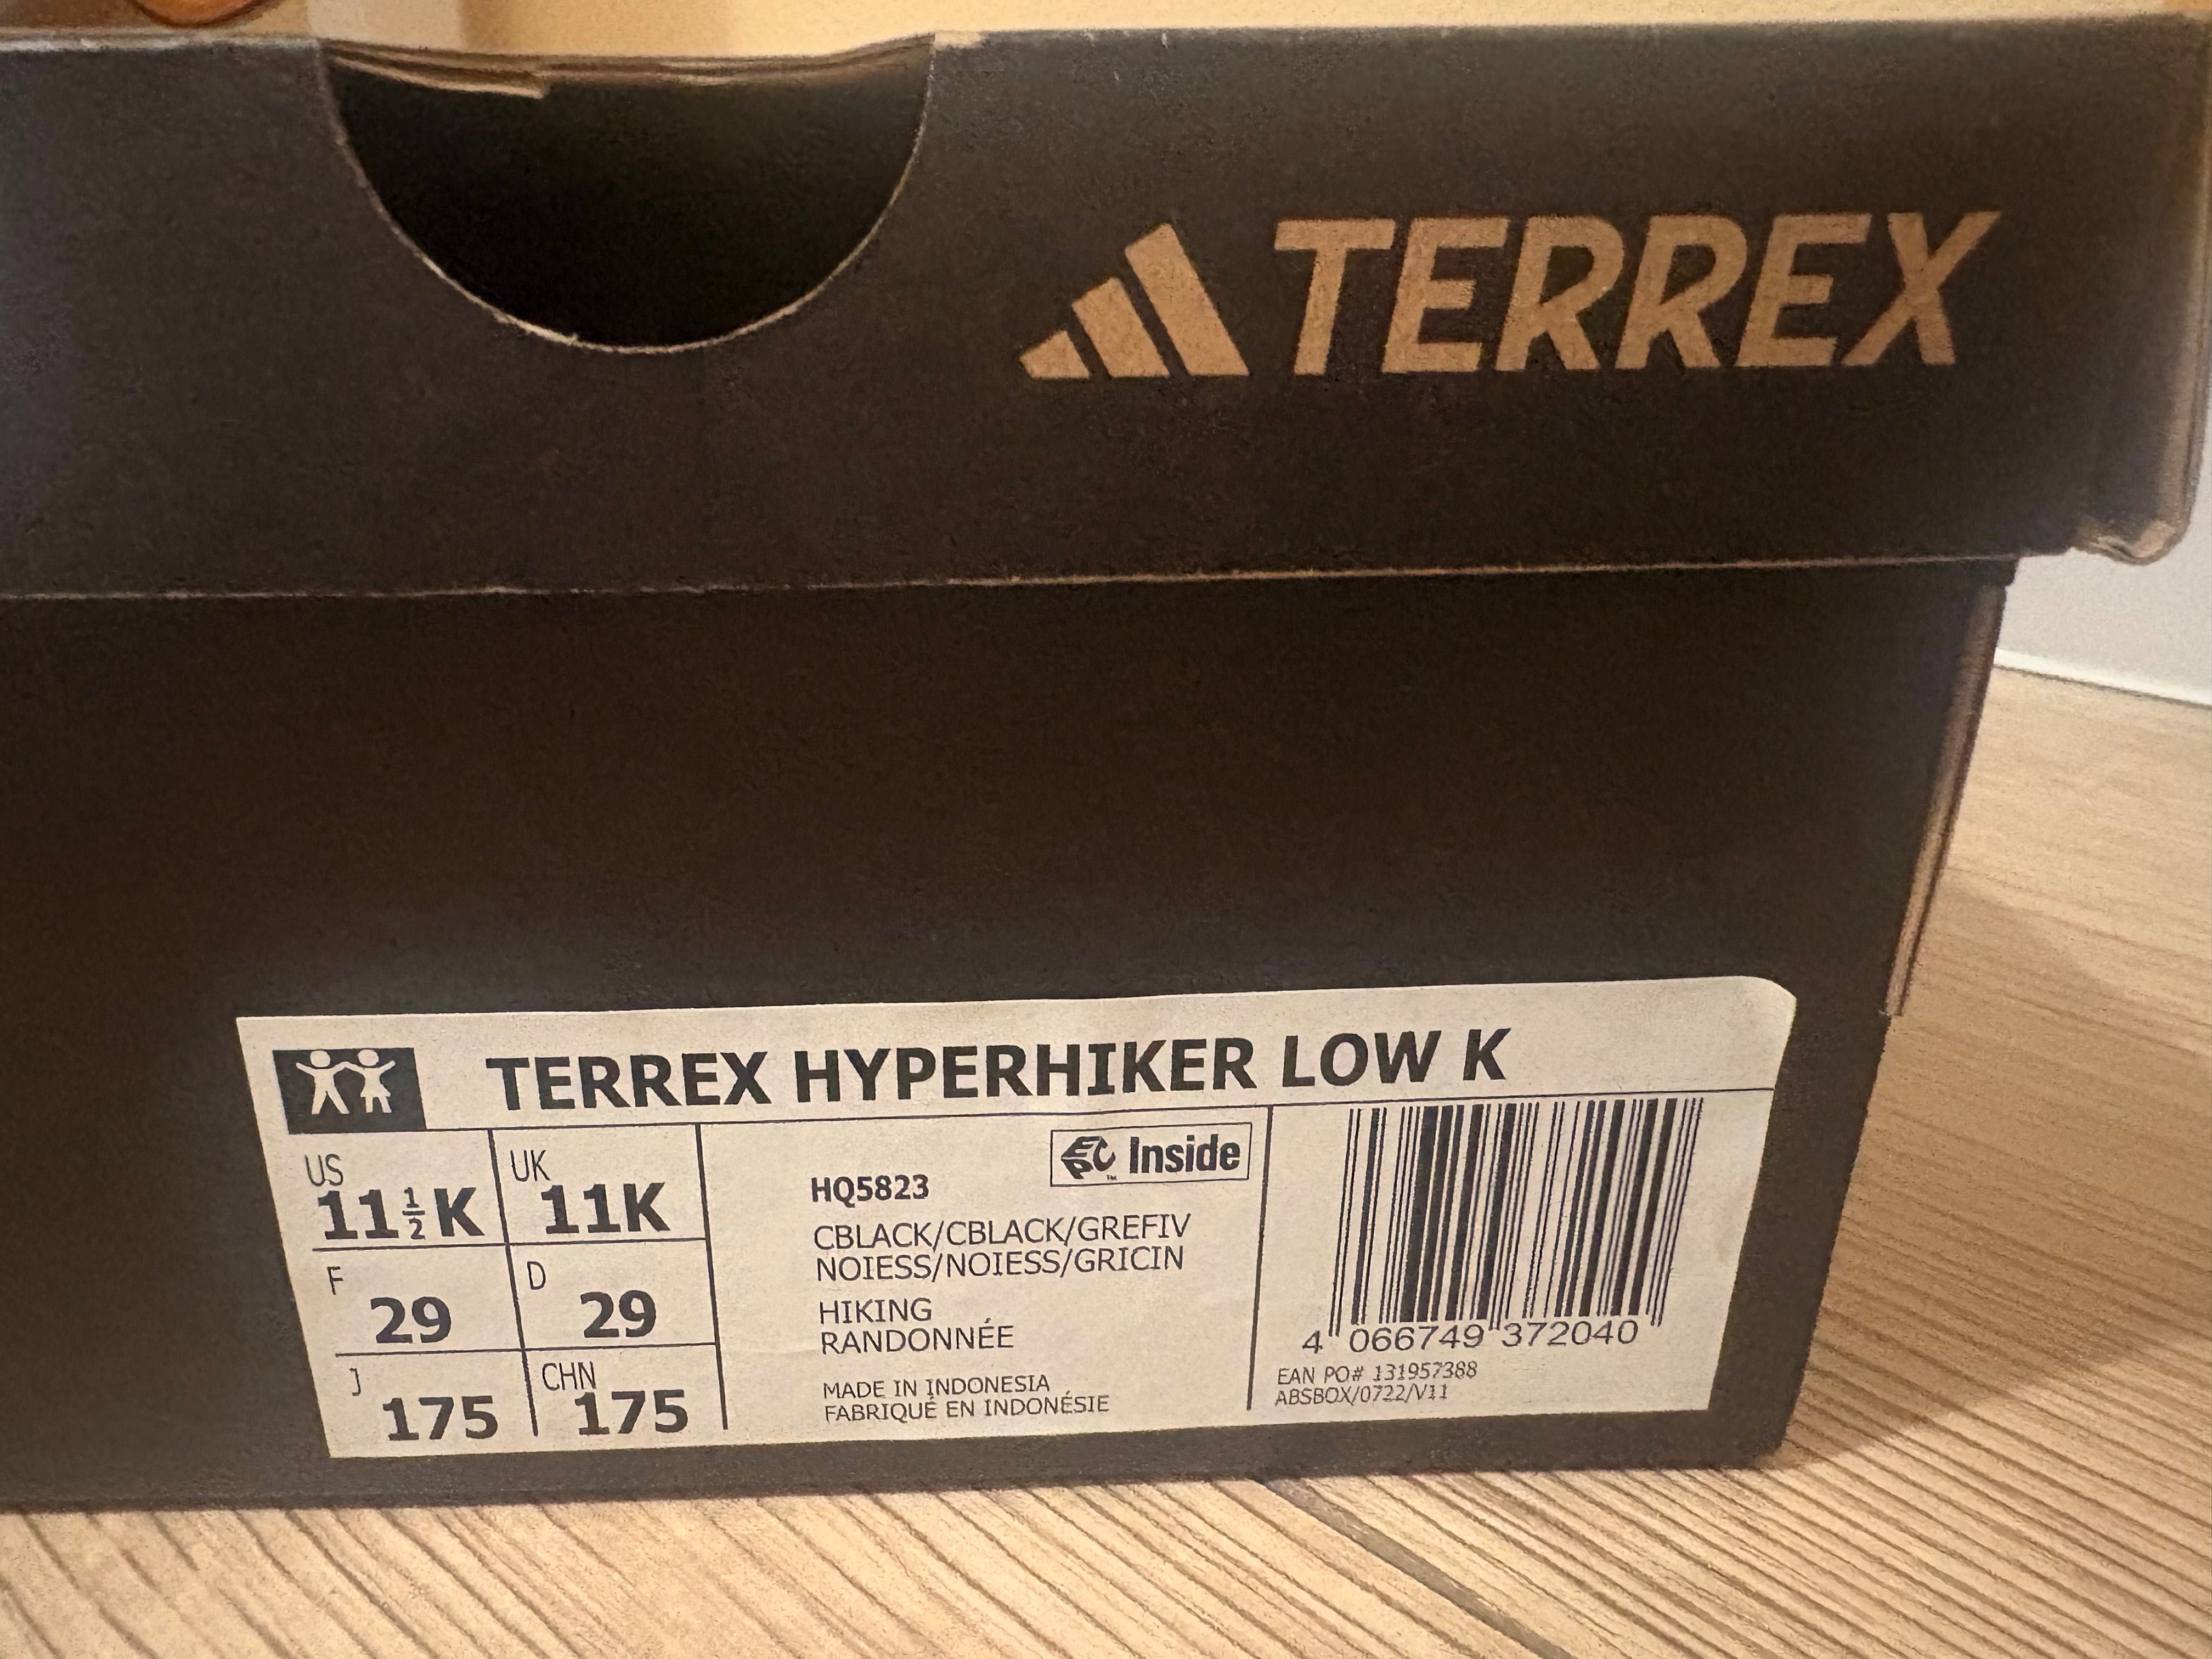 TERREX
TERREX HYPERHIKER LOW K
US
11½K
UK
11K
F
29
D
29
J
175
CHN
175
EPC Inside
™
HQ5823
CBLACK/CBLACK/GREFIV
NOIESS/NOIESS/GRICIN
HIKING
RANDONNÉE
MADE IN INDONESIA
FABRIQUÉ EN INDONÉSIE
4 066749 372040
EAN PO# 131957388
ABSBOX/0722/V11